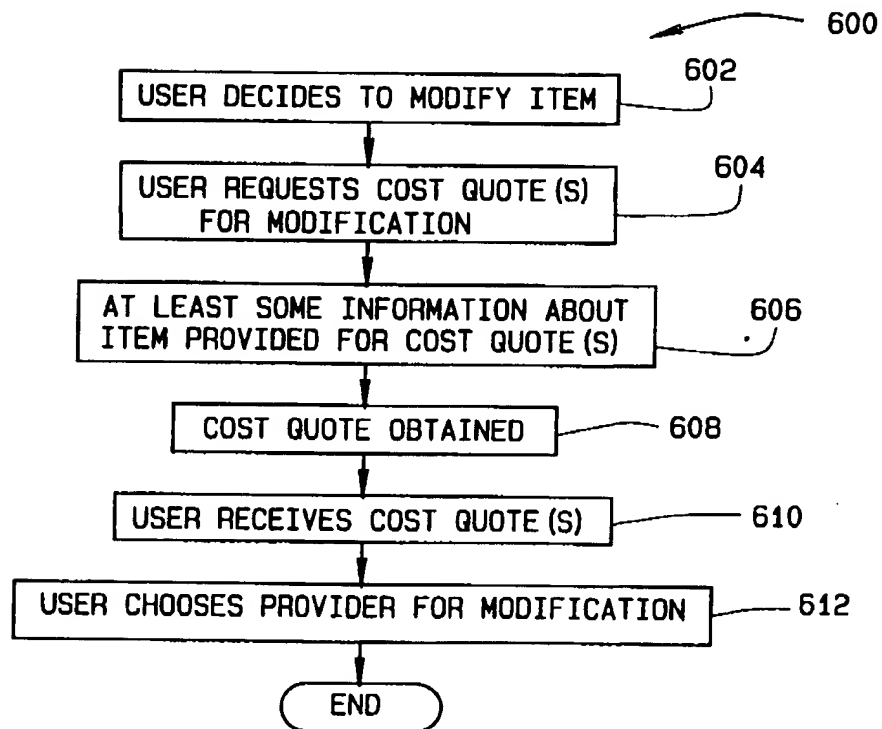 600
602
USER DECIDES TO MODIFY ITEM
604
USER REQUESTS COST QUOTE(S)
FOR MODIFICATION
AT LEAST SOME INFORMATION ABOUT
ITEM PROVIDED FOR COST QUOTE(S)
606
COST QUOTE OBTAINED
608
USER RECEIVES COST QUOTE(S)
610
USER CHOOSES PROVIDER FOR MODIFICATION
612
END